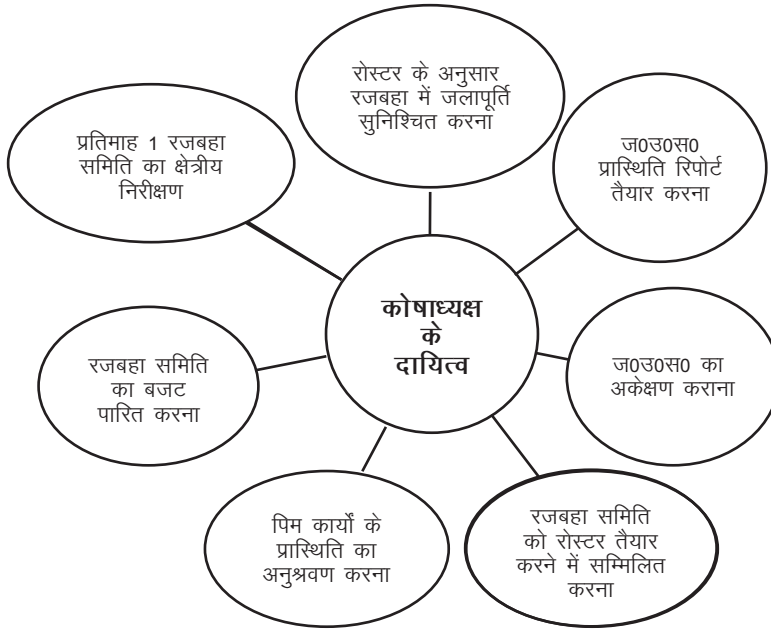 रोस्टर के अनुसार
रजबहा में जलापूर्ति
सुनिश्चित करना
प्रतिमाह 1 रजबहा
समिति का क्षेत्रीय
निरीक्षण
ज0उ0स0
प्रास्थिति रिपोर्ट
तैयार करना
कोषाध्यक्ष
के
दायित्व
रजबहा समिति
का बजट
पारित करना
ज0उ0स0 का
अकेक्षण कराना
पिम कार्यों के
प्रास्थिति का
अनुश्रवण करना
रजबहा समिति
को रोस्टर तैयार
करने में सम्मिलित
करना